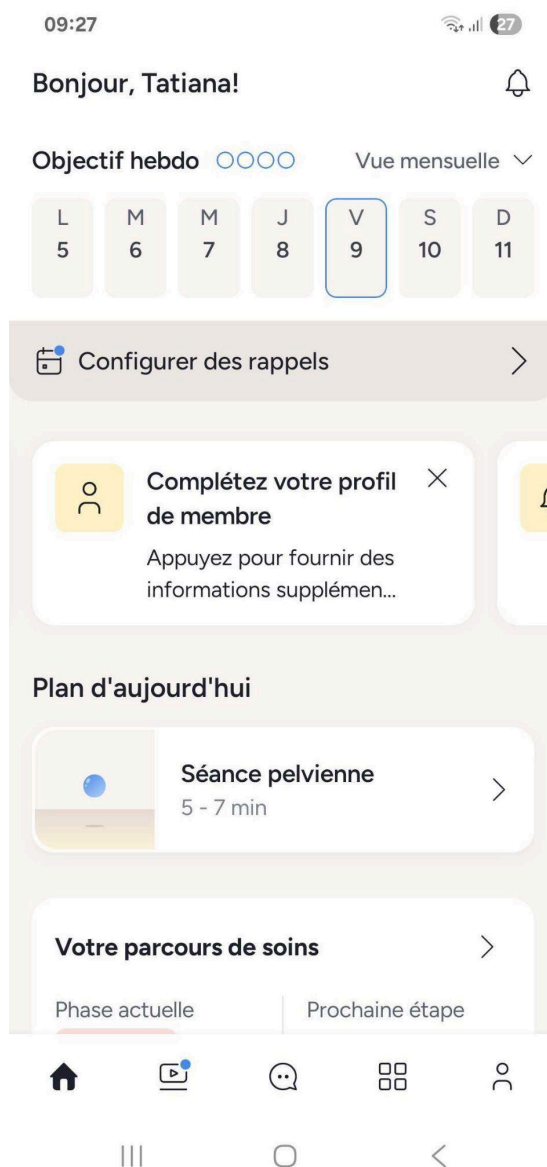 09:27
27
Bonjour, Tatiana!
Objectif hebdo
Vue mensuelle
L M M J V S D
5 6 7 8 9 10 11
Configurer des rappels
Complétez votre profil
de membre
Appuyez pour fournir des
informations supplémen...
Plan d'aujourd'hui
Séance pelvienne
5 - 7 min
Votre parcours de soins
Phase actuelle
Prochaine étape